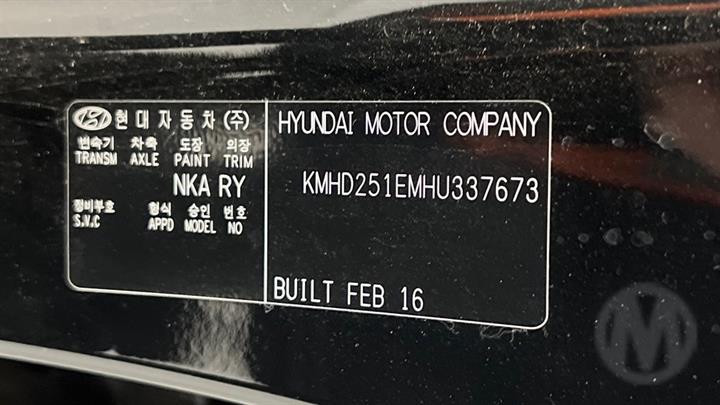 현대자동차(주)
변속기 차축 도장 의장
TRANSM AXLE PAINT TRIM
NKA RY
정비부호 형식 승인 번호
S.V.C APPD MODEL NO
HYUNDAI MOTOR COMPANY
KMHD251EMHU337673
BUILT FEB 16
M